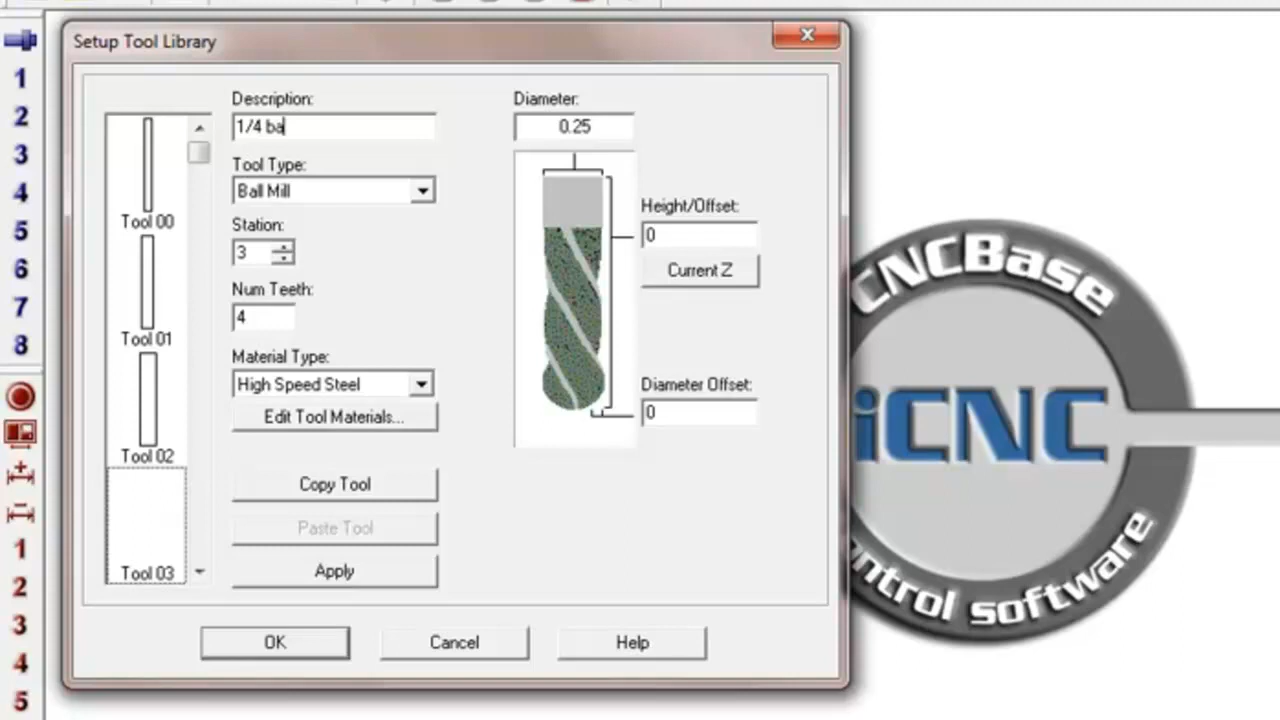 Setup Tool Library
1
2
3
4
5
6
7
8
1
2
3
4
5
Tool 00
Tool 01
Tool 02
Tool 03
Description:
1/4 ba
Tool Type:
Ball Mill
Station:
3
Num Teeth:
4
Material Type:
High Speed Steel
Edit Tool Materials...
Copy Tool
Paste Tool
Apply
Diameter:
0.25
Height/Offset:
0
Current Z
Diameter Offset:
0
OK
Cancel
Help
CNCBase
iCNC
ntrol software